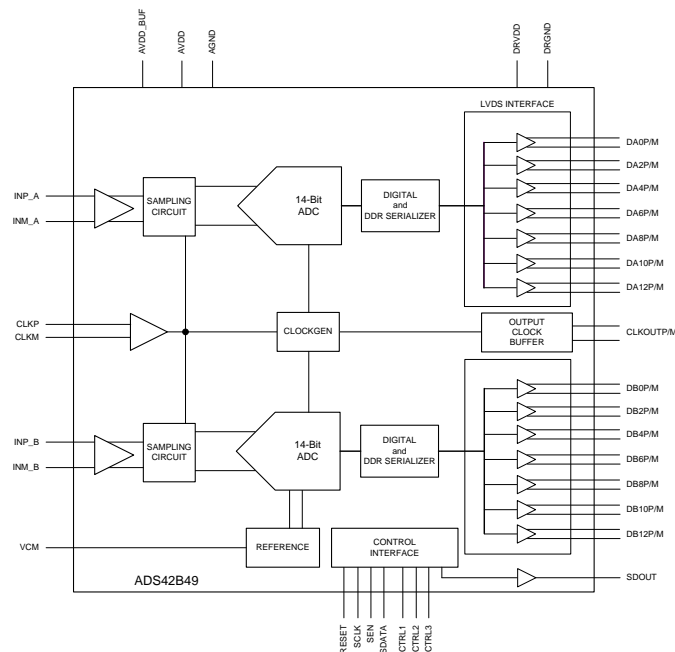 AVDD_BUF
AVDD
AGND
DRVDD
DRGND
LVDS INTERFACE
INP_A
INM_A
SAMPLING
CIRCUIT
14-Bit
ADC
DIGITAL
and
DDR SERIALIZER
DA0P/M
DA2P/M
DA4P/M
DA6P/M
DA8P/M
DA10P/M
DA12P/M
CLKP
CLKM
CLOCKGEN
OUTPUT
CLOCK
BUFFER
CLKOUTP/M
INP_B
INM_B
SAMPLING
CIRCUIT
14-Bit
ADC
DIGITAL
and
DDR SERIALIZER
DB0P/M
DB2P/M
DB4P/M
DB6P/M
DB8P/M
DB10P/M
DB12P/M
VCM
REFERENCE
CONTROL
INTERFACE
SDOUT
ADS42B49
RESET
SCLK
SEN
SDATA
CTRL1
CTRL2
CTRL3